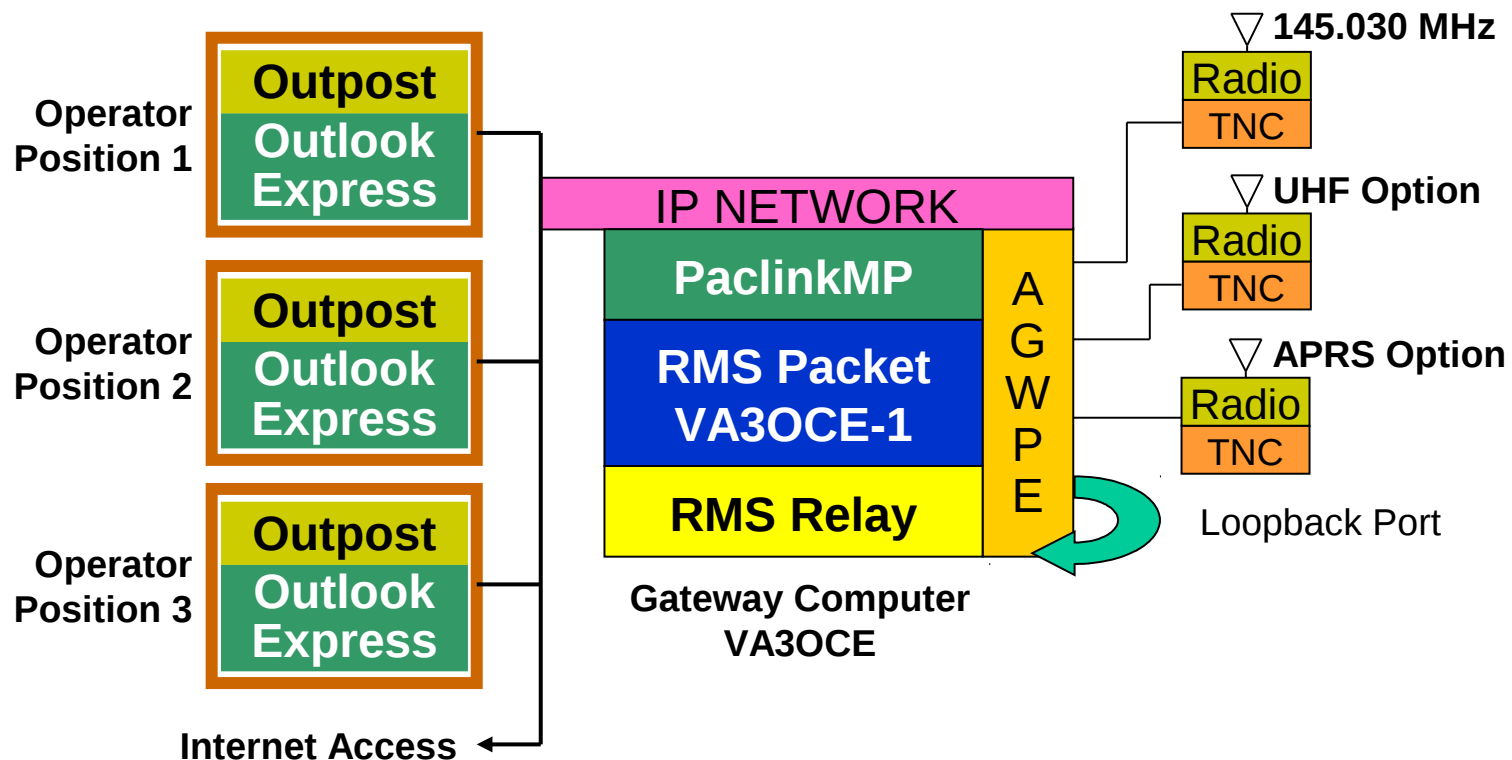 Operator
Position 1
Outpost
Outlook
Express
Operator
Position 2
Outpost
Outlook
Express
Operator
Position 3
Outpost
Outlook
Express
Internet Access
IP NETWORK
PaclinkMP
RMS Packet
VA3OCE-1
RMS Relay
A
G
W
P
E
Gateway Computer
VA3OCE
145.030 MHz
Radio
TNC
UHF Option
Radio
TNC
APRS Option
Radio
TNC
Loopback Port